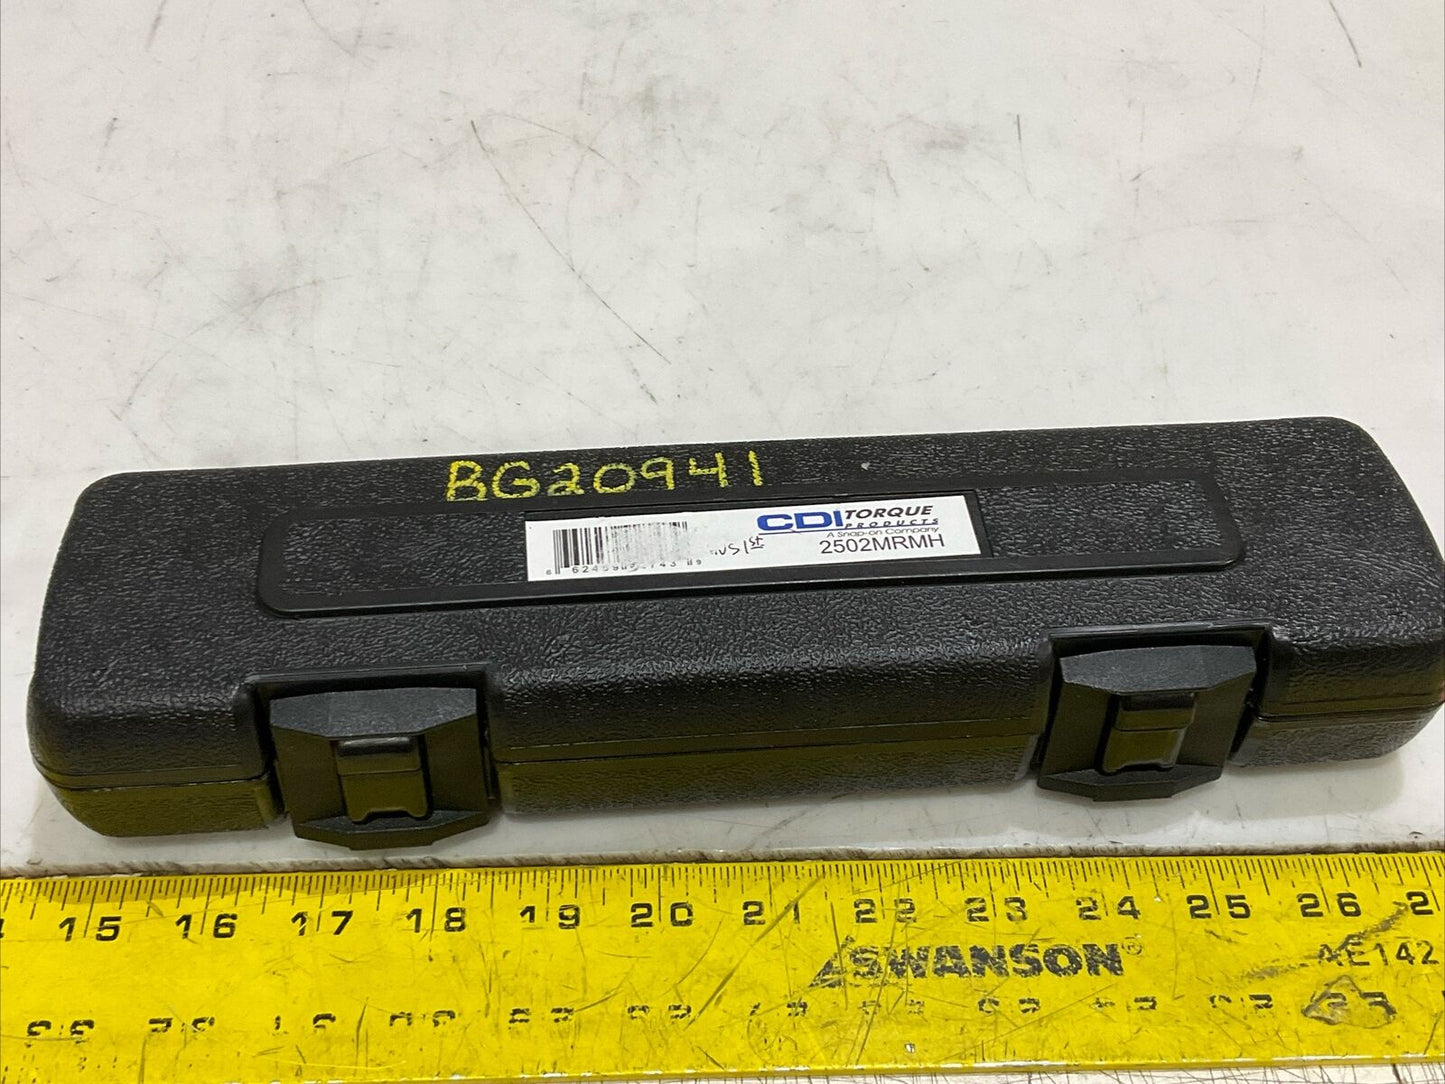 BG20941
CDI TORQUE
PRODUCTS
A Snap-on Company
2502MRMH
15 16 17 18 19 20 21 22 23 24 25 26 2
SWANSON®
AE142